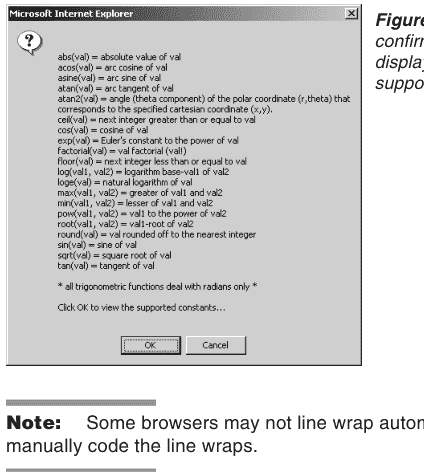 Microsoft Internet Explorer
abs(val) = absolute value of val
acos(val) = arc cosine of val
asine(val) = arc sine of val
atan(val) = arc tangent of val
atan2(val) = angle (theta component) of the polar coordinate (r,theta) that
corresponds to the specified cartesian coordinate (x,y).
ceil(val) = next integer greater than or equal to val
cos(val) = cosine of val
exp(val) = Euler's constant to the power of val
factorial(val) = val factorial (val!)
floor(val) = next integer less than or equal to val
log(val1, val2) = logarithm base-val1 of val2
loge(val) = natural logarithm of val
max(val1, val2) = greater of val1 and val2
min(val1, val2) = lesser of val1 and val2
pow(val1, val2) = val1 to the power of val2
root(val1, val2) = val1-root of val2
round(val) = val rounded off to the nearest integer
sin(val) = sine of val
sqrt(val) = square root of val
tan(val) = tangent of val
* all trigonometric functions deal with radians only *
Click OK to view the supported constants...
OK Cancel
Figure
confirm
display
suppo
Note: Some browsers may not line wrap autom
manually code the line wraps.